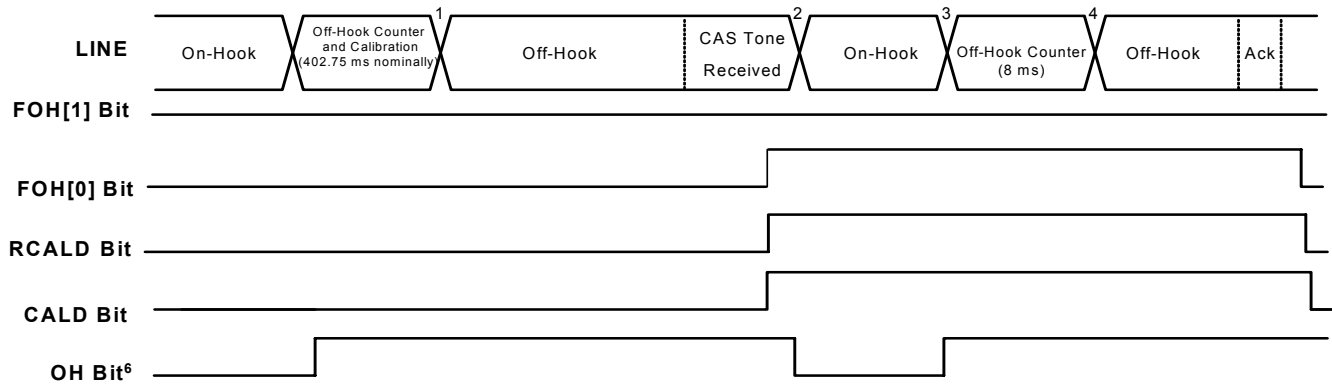 1 2 3 4
LINE
On-Hook
Off-Hook Counter
and Calibration
(402.75 ms nominally)
Off-Hook
CAS Tone
Received
On-Hook
Off-Hook Counter
(8 ms)
Off-Hook
Ack
FOH[1] Bit
FOH[0] Bit
RCALD Bit
CALD Bit
OH Bit⁶